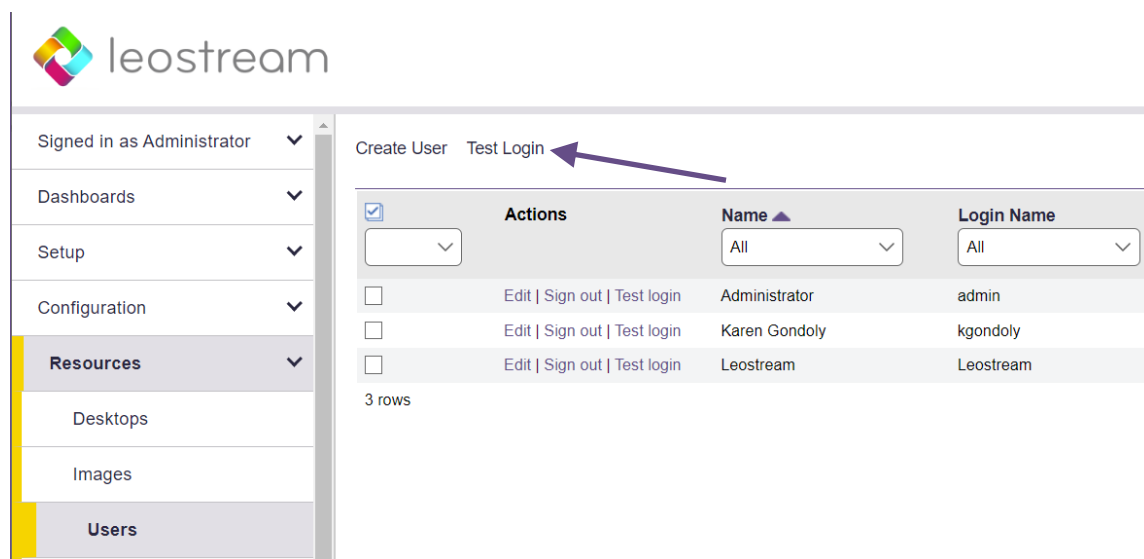 leostream
Signed in as Administrator
Dashboards
Setup
Configuration
Resources
Desktops
Images
Users
Create User Test Login
Actions Name Login Name
All All
Edit | Sign out | Test login Administrator admin
Edit | Sign out | Test login Karen Gondoly kgondoly
Edit | Sign out | Test login Leostream Leostream
3 rows